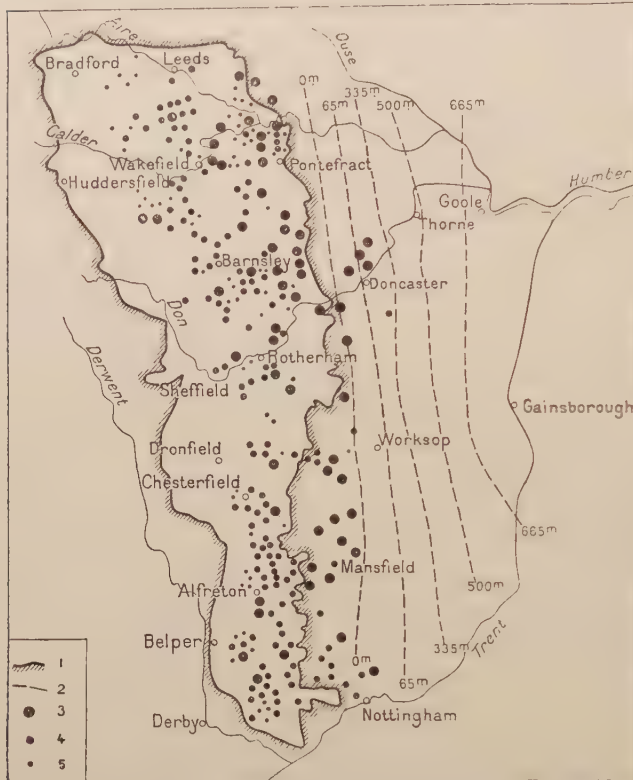 Aire
Ouse
Bradford
Leeds
0m
65m
335m
500m
665m
Calder
Wakefield
Pontefract
Huddersfield
Humber
Goole
Thorne
Barnsley
Doncaster
Don
Derwent
Rotherham
Sheffield
Gainsborough
Dronfield
Worksop
Chesterfield
665m
Mansfield
500m
Alfreton
Belper
335m
Trent
0m
65m
Derby
Nottingham
1
2
3
4
5